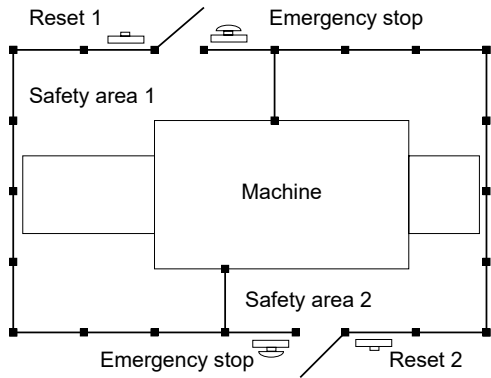 Reset 1
Emergency stop
Safety area 1
Machine
Safety area 2
Emergency stop
Reset 2